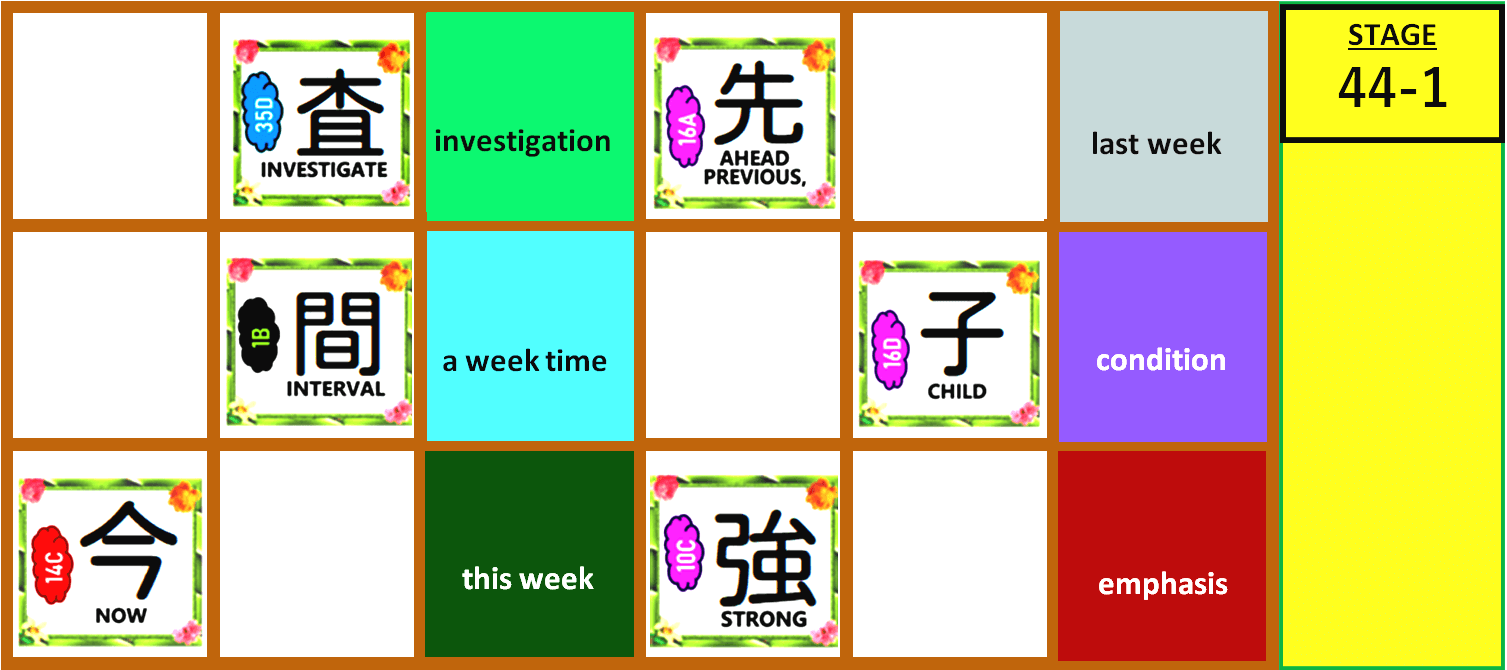 35D
査
INVESTIGATE
investigation
16A
先
AHEAD
PREVIOUS,
last week
STAGE
44-1
1B
間
INTERVAL
a week time
16D
子
CHILD
condition
14C
今
NOW
this week
10C
強
STRONG
emphasis